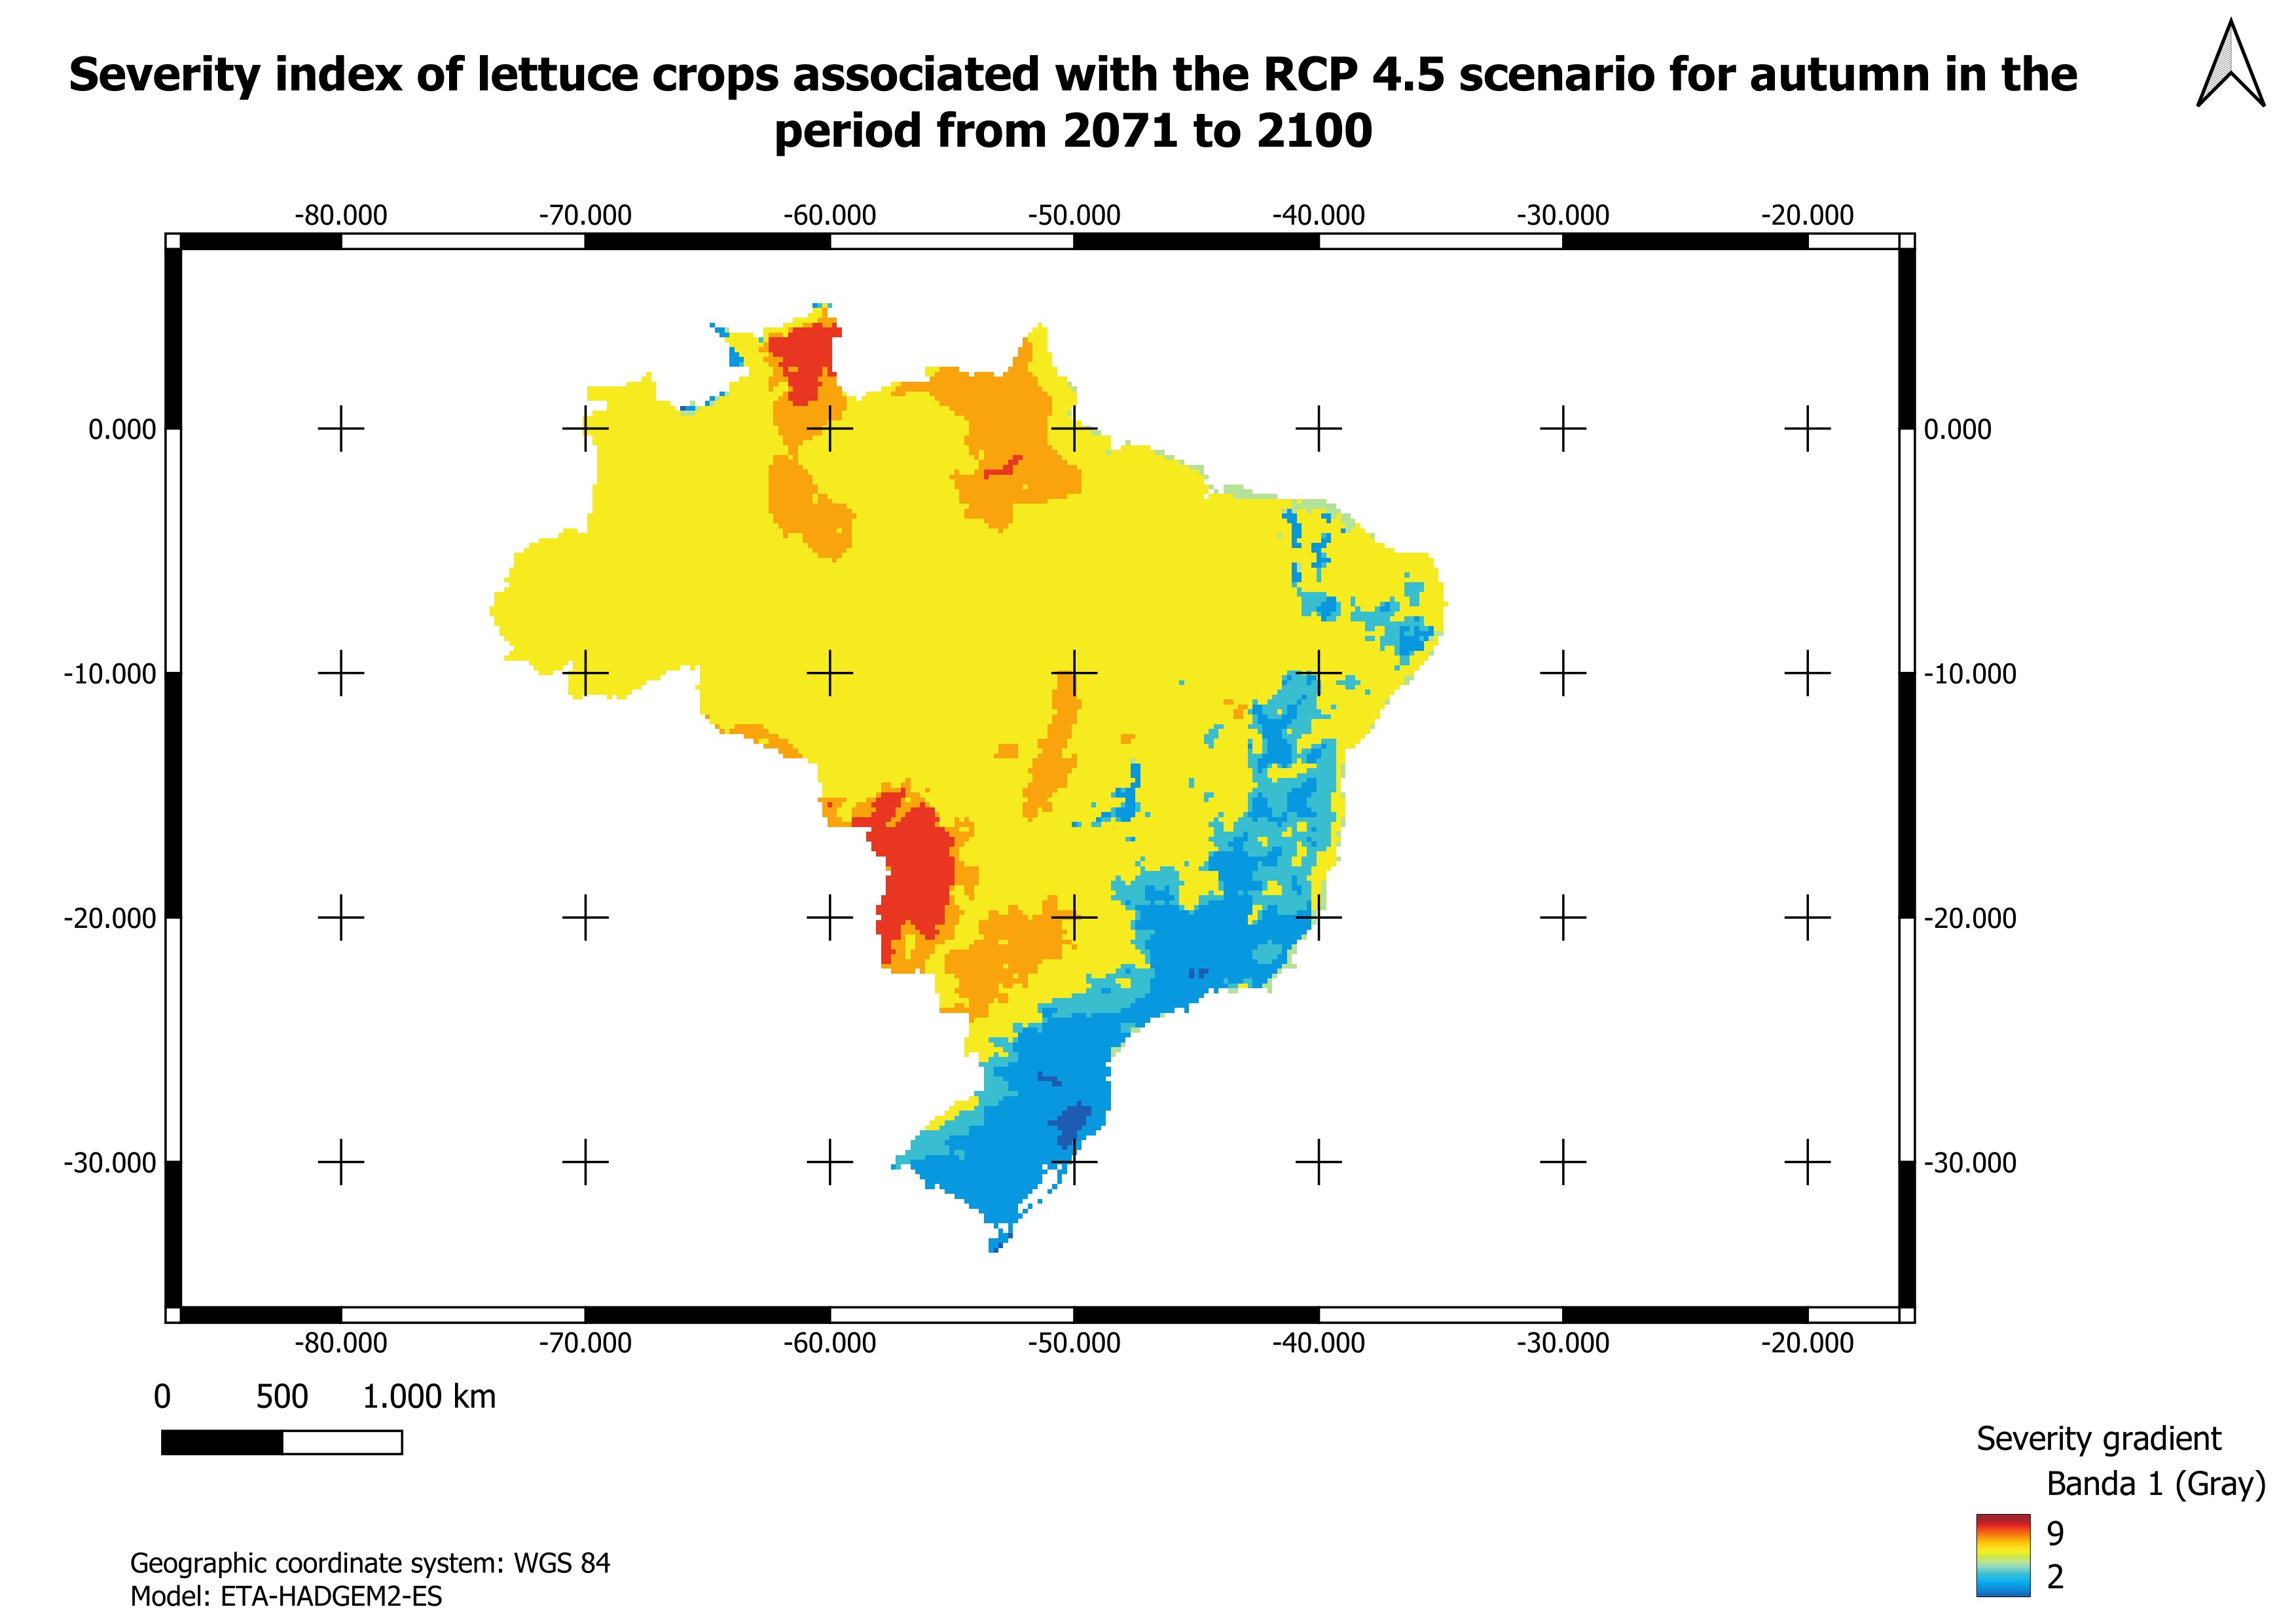 Severity index of lettuce crops associated with the RCP 4.5 scenario for autumn in the
period from 2071 to 2100
-80.000 -70.000 -60.000 -50.000 -40.000 -30.000 -20.000
0.000 0.000
-10.000 -10.000
-20.000 -20.000
-30.000 -30.000
-80.000 -70.000 -60.000 -50.000 -40.000 -30.000 -20.000
0 500 1.000 km
Severity gradient
Banda 1 (Gray)
9
2
Geographic coordinate system: WGS 84
Model: ETA-HADGEM2-ES